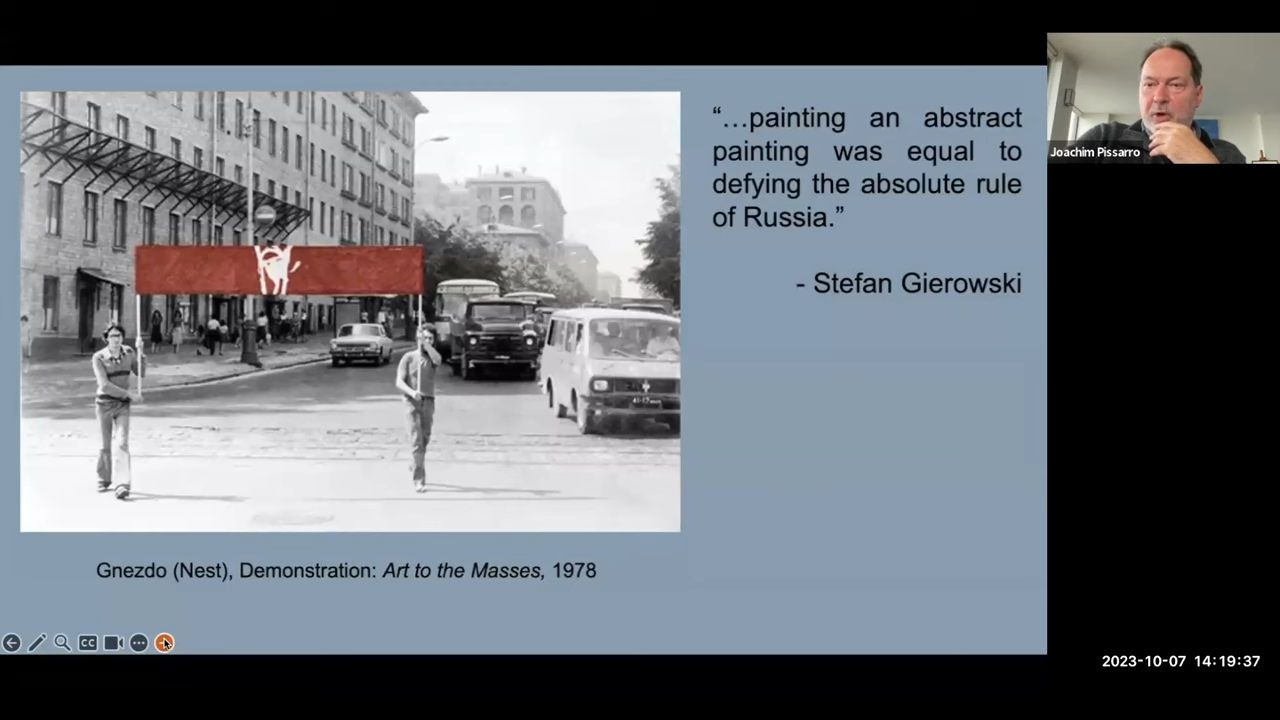 “…painting an abstract
painting was equal to
defying the absolute rule
of Russia.”
- Stefan Gierowski
Joachim Pissarro
Gnezdo (Nest), Demonstration: Art to the Masses, 1978
CC
2023-10-07 14:19:37